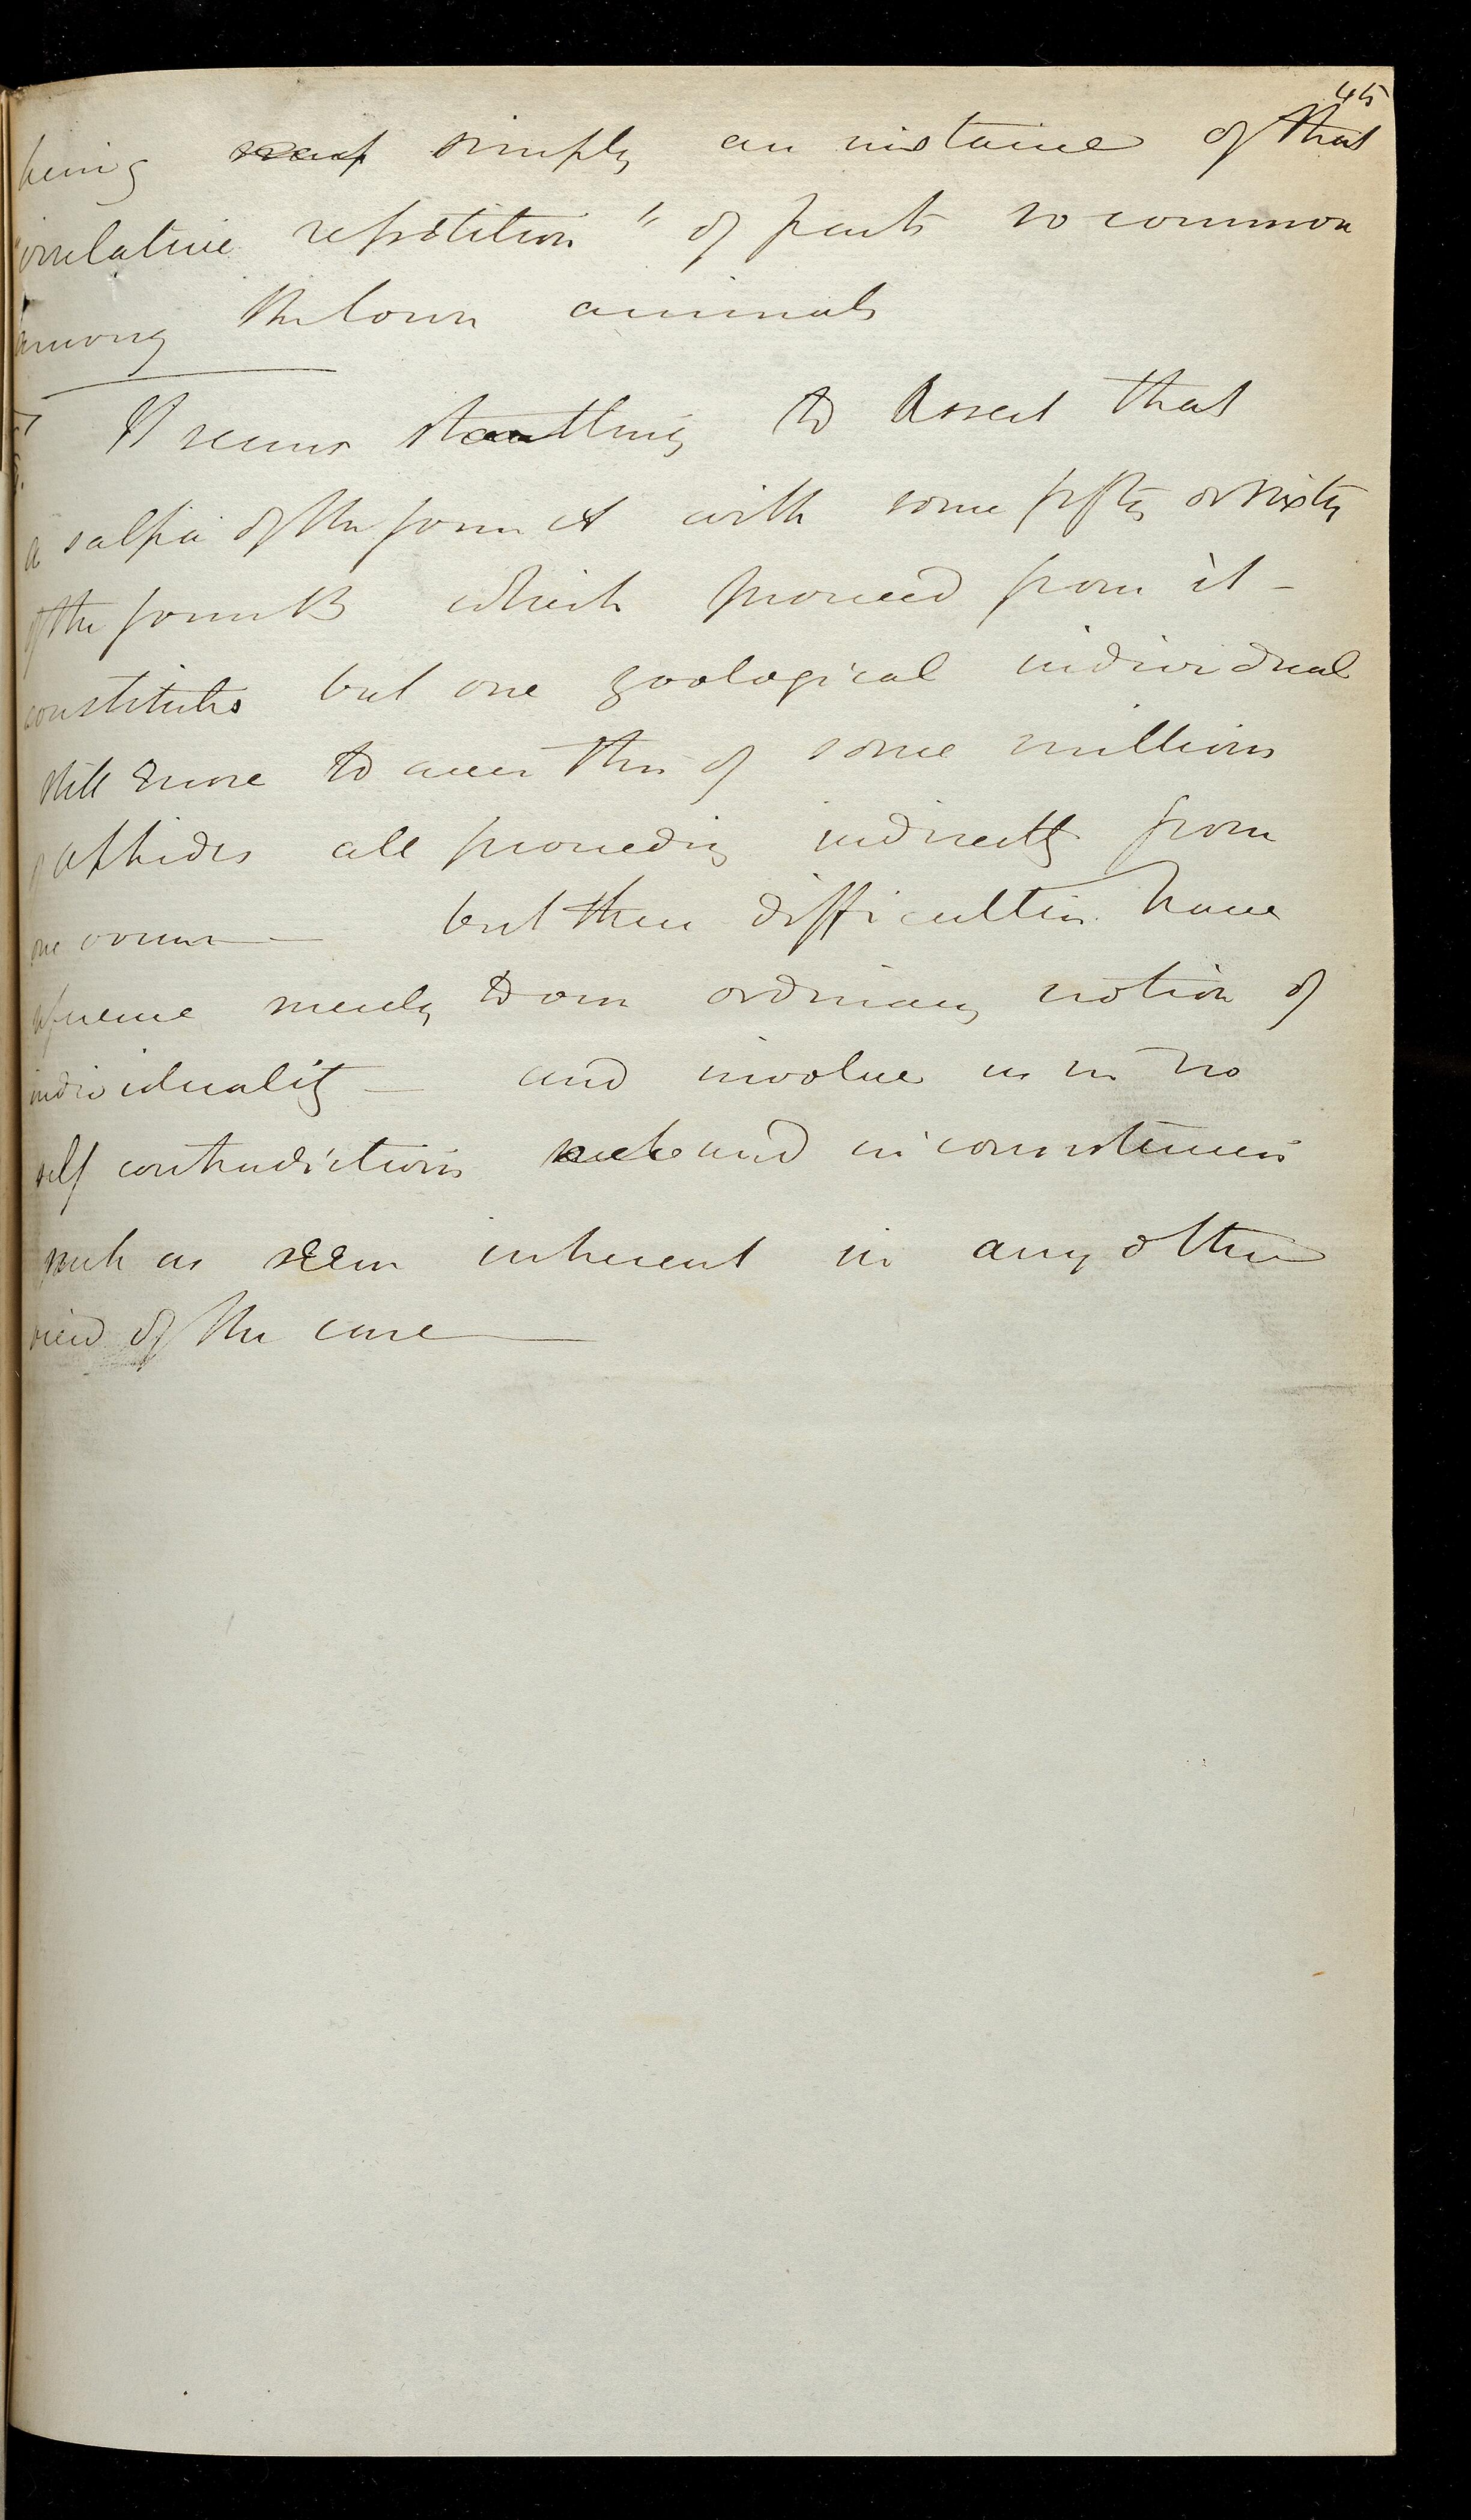 45
being simply an instance of that
"irrelative repetition" of parts so common
among the lower animals
It seems startling to Assert that
a salpa of the form A with some fifty or sixty
of the form B which proceed from it -
constitutes but one zoological individual
still more to aver this of some millions
of aphides all proceeding indirectly from
one ovum — but these difficulties have
reference merely to our ordinary notion of
individuality — and involve us in no
self contradictions and inconsistencies
such as seem inherent in any other
view of the case —